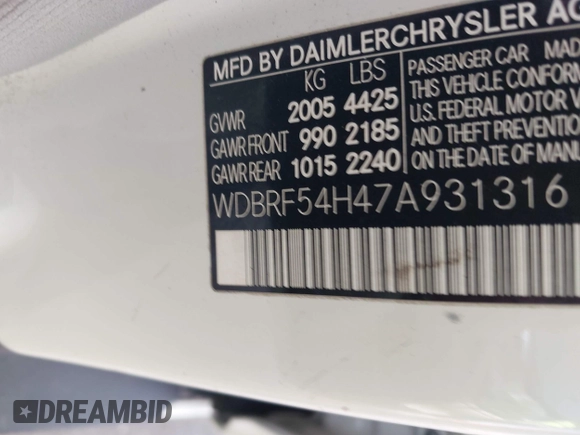 MFD BY DAIMLERCHRYSLER AG
KG LBS
GVWR 2005 4425
GAWR FRONT 990 2185
GAWR REAR 1015 2240
PASSENGER CAR MAD
THIS VEHICLE CONFORM
U.S. FEDERAL MOTOR V
AND THEFT PREVENTION
ON THE DATE OF MANU
WDBRF54H47A931316
DREAMBID